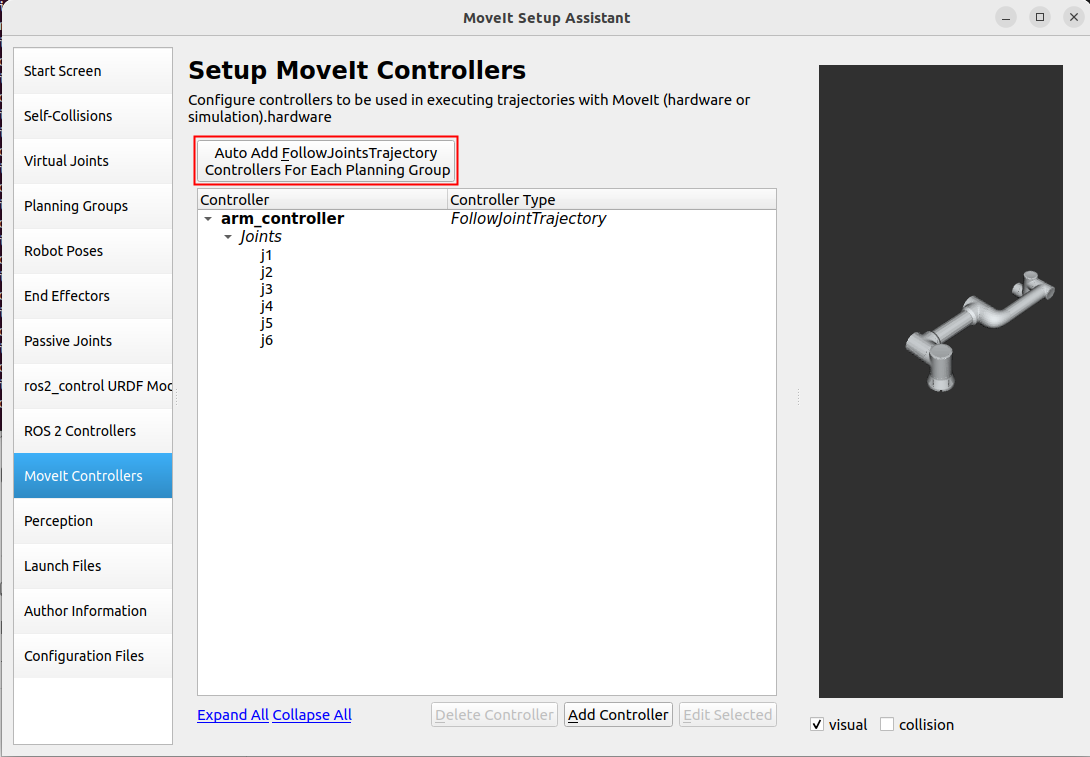 MoveIt Setup Assistant
Start Screen
Self-Collisions
Virtual Joints
Planning Groups
Robot Poses
End Effectors
Passive Joints
ros2_control URDF Mod
ROS 2 Controllers
MoveIt Controllers
Perception
Launch Files
Author Information
Configuration Files
Setup MoveIt Controllers
Configure controllers to be used in executing trajectories with MoveIt (hardware or
simulation).hardware
Auto Add FollowJointsTrajectory
Controllers For Each Planning Group
Controller Controller Type
arm_controller FollowJointTrajectory
Joints
j1
j2
j3
j4
j5
j6
Expand All Collapse All Delete Controller Add Controller Edit Selected
visual collision